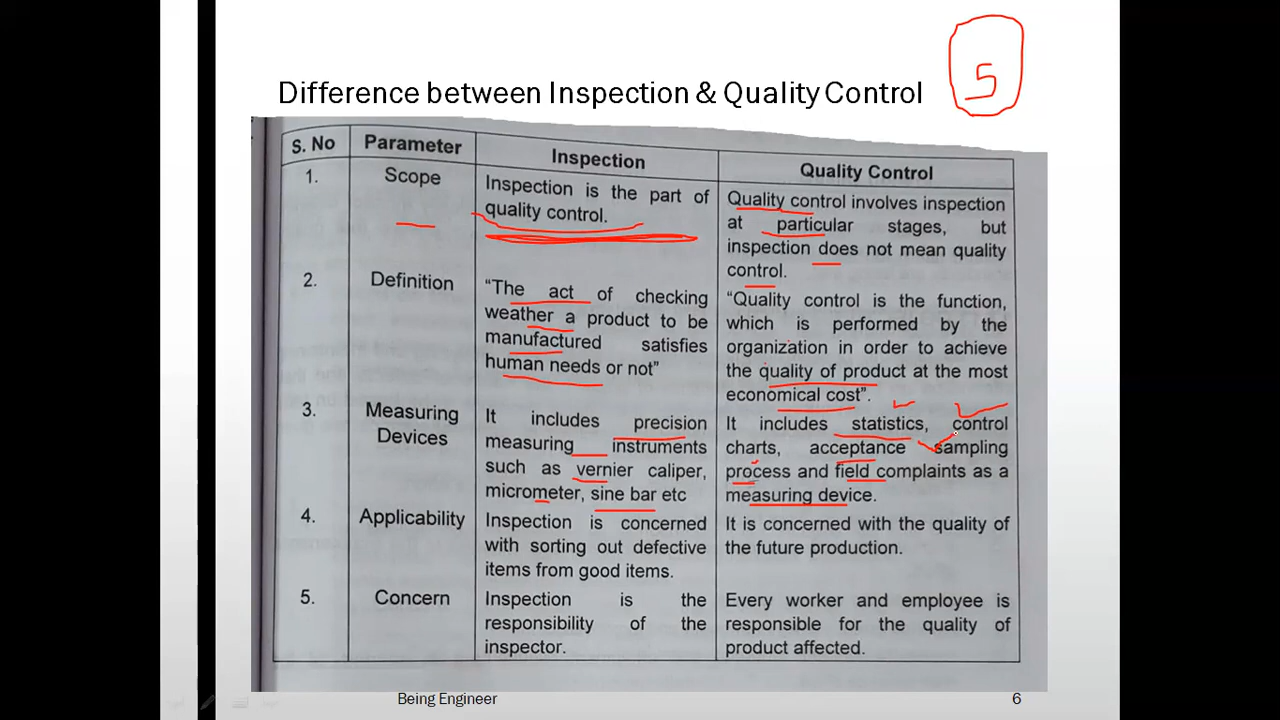 5
Difference between Inspection & Quality Control
S. No
Parameter
Inspection
Quality Control
1.
Scope
Inspection is the part of
quality control.
Quality control involves inspection
at particular stages, but
inspection does not mean quality
control.
2.
Definition
“The act of checking
weather a product to be
manufactured satisfies
human needs or not”
“Quality control is the function,
which is performed by the
organization in order to achieve
the quality of product at the most
economical cost”.
3.
Measuring
Devices
It includes precision
measuring instruments
such as vernier caliper,
micrometer, sine bar etc
It includes statistics, control
charts, acceptance sampling
process and field complaints as a
measuring device.
4.
Applicability
Inspection is concerned
with sorting out defective
items from good items.
It is concerned with the quality of
the future production.
5.
Concern
Inspection is the
responsibility of the
inspector.
Every worker and employee is
responsible for the quality of
product affected.
Being Engineer
6